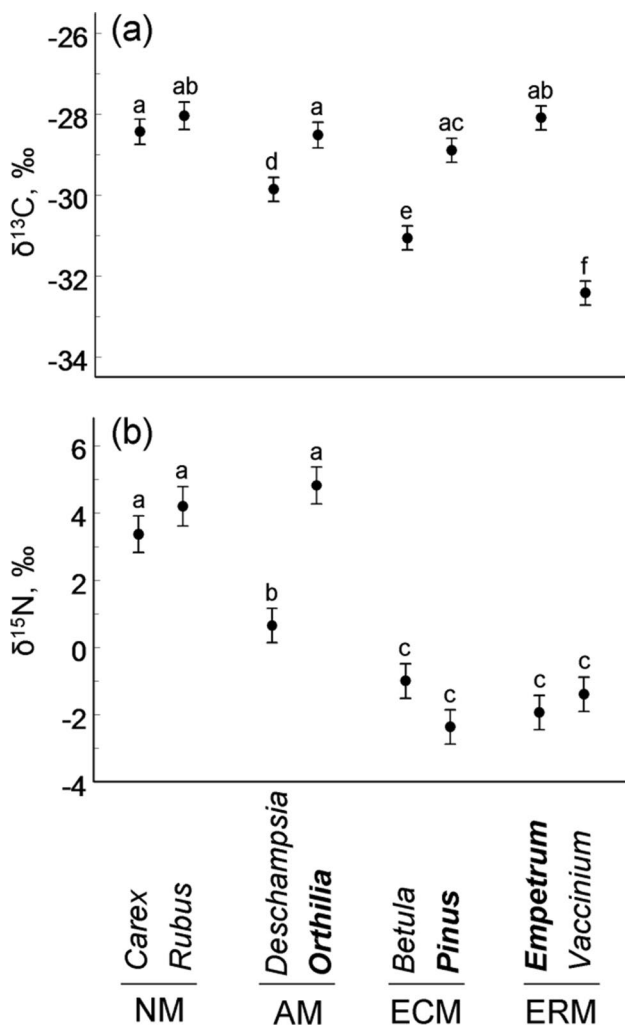 (a)
-26
-28
-30
-32
-34
δ¹³C, ‰
a
ab
d
a
e
ac
ab
f
(b)
6
4
2
0
-2
-4
δ¹⁵N, ‰
a
a
b
a
c
c
c
c
Carex
Rubus
Deschampsia
Orthilia
Betula
Pinus
Empetrum
Vaccinium
NM
AM
ECM
ERM